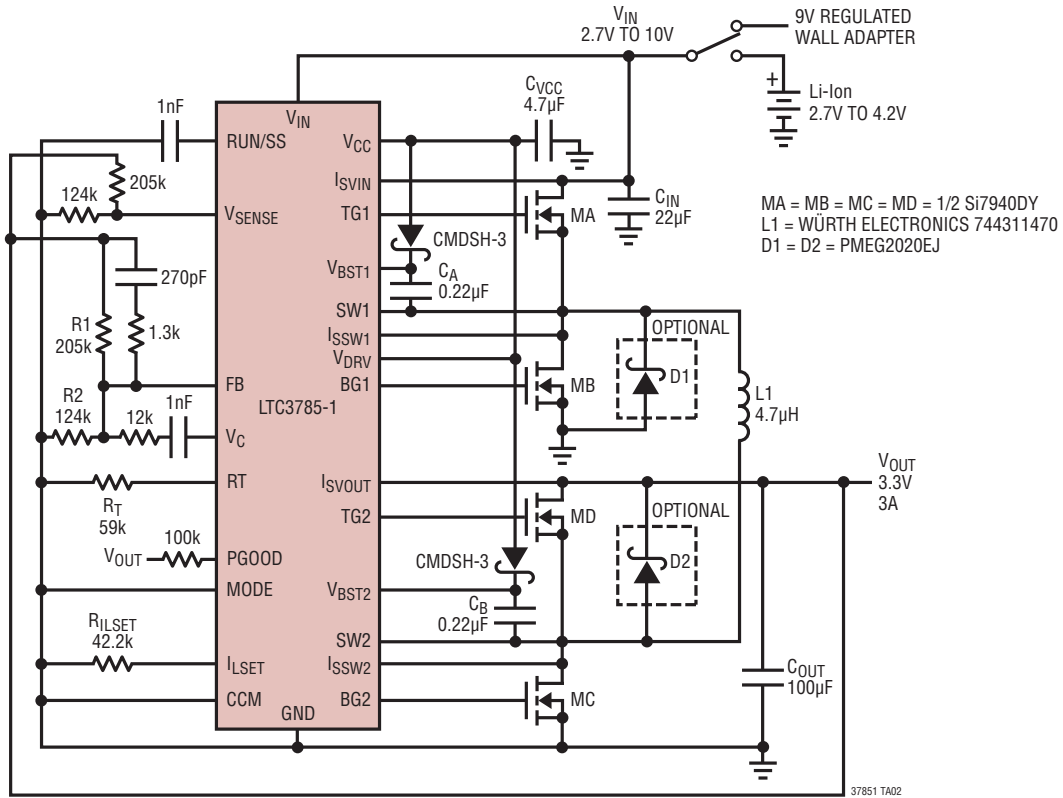 VIN
2.7V TO 10V
9V REGULATED
WALL ADAPTER
+
Li-Ion
2.7V TO 4.2V
CVCC
4.7µF
1nF
VIN
RUN/SS
VCC
205k
124k
ISVIN
CIN
22µF
VSENSE
TG1
MA
MA = MB = MC = MD = 1/2 Si7940DY
L1 = WÜRTH ELECTRONICS 744311470
D1 = D2 = PMEG2020EJ
CMDSH-3
VBST1
CA
0.22µF
270pF
SW1
R1
205k
1.3k
ISSW1
VDRV
OPTIONAL
D1
FB
BG1
MB
L1
4.7µH
LTC3785-1
R2
124k
12k
1nF
VC
RT
ISVOUT
VOUT
3.3V
3A
RT
59k
TG2
MD
OPTIONAL
VOUT
100k
PGOOD
CMDSH-3
D2
MODE
VBST2
CB
0.22µF
RILSET
42.2k
SW2
ILSET
ISSW2
COUT
100µF
CCM
BG2
MC
GND
37851 TA02